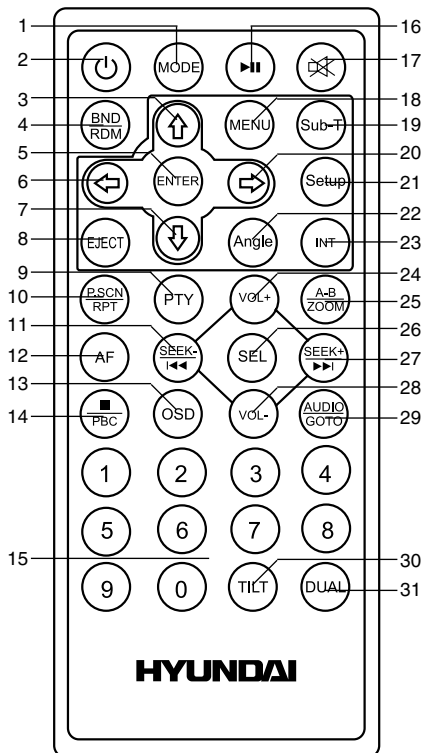 1 16
2 MODE 17
3 18
4 BND RDM MENU Sub-T 19
5 20
6 ENTER Setup 21
7 22
8 EJECT Angle INT 23
9 24
10 P.SCN RPT PTY VOL+ A-B ZOOM 25
11 26
12 AF SEEK- SEL SEEK+ 27
13 28
14 PBC OSD VOL- AUDIO GOTO 29
1 2 3 4
5 6 7 8
15 30
9 0 TILT DUAL 31
HYUNDAI